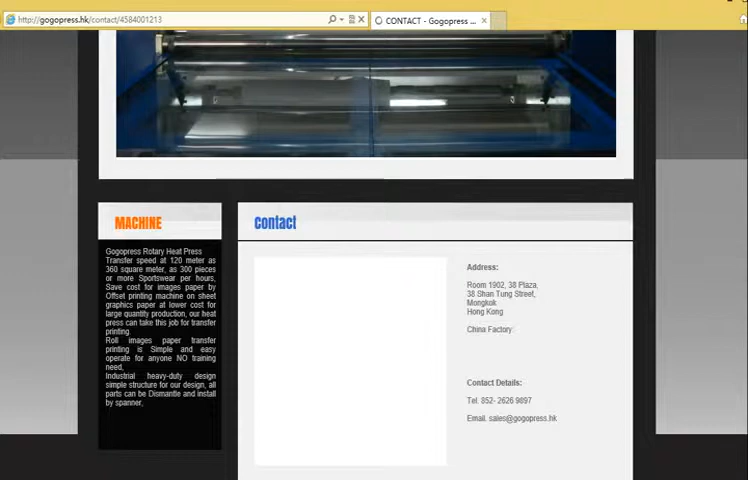 http://gogopress.hk/contact/4584001213
CONTACT - Gogopress ...
MACHINE
Gogopress Rotary Heat Press
Transfer speed at 120 meter as
360 square meter, as 300 pieces
or more Sportswear per hours,
Save cost for images paper by
Offset printing machine on sheet
graphics paper at lower cost for
large quantity production, our heat
press can take this job for transfer
printing.
Roll images paper transfer
printing is Simple and easy
operate for anyone NO training
need,
Industrial heavy-duty design
simple structure for our design, all
parts can be Dismantle and install
by spanner,
Contact
Address:
Room 1902, 38 Plaza,
38 Shan Tung Street,
Mongkok
Hong Kong
China Factory:
Contact Details:
Tel. 852- 2626 9897
Email. sales@gogopress.hk